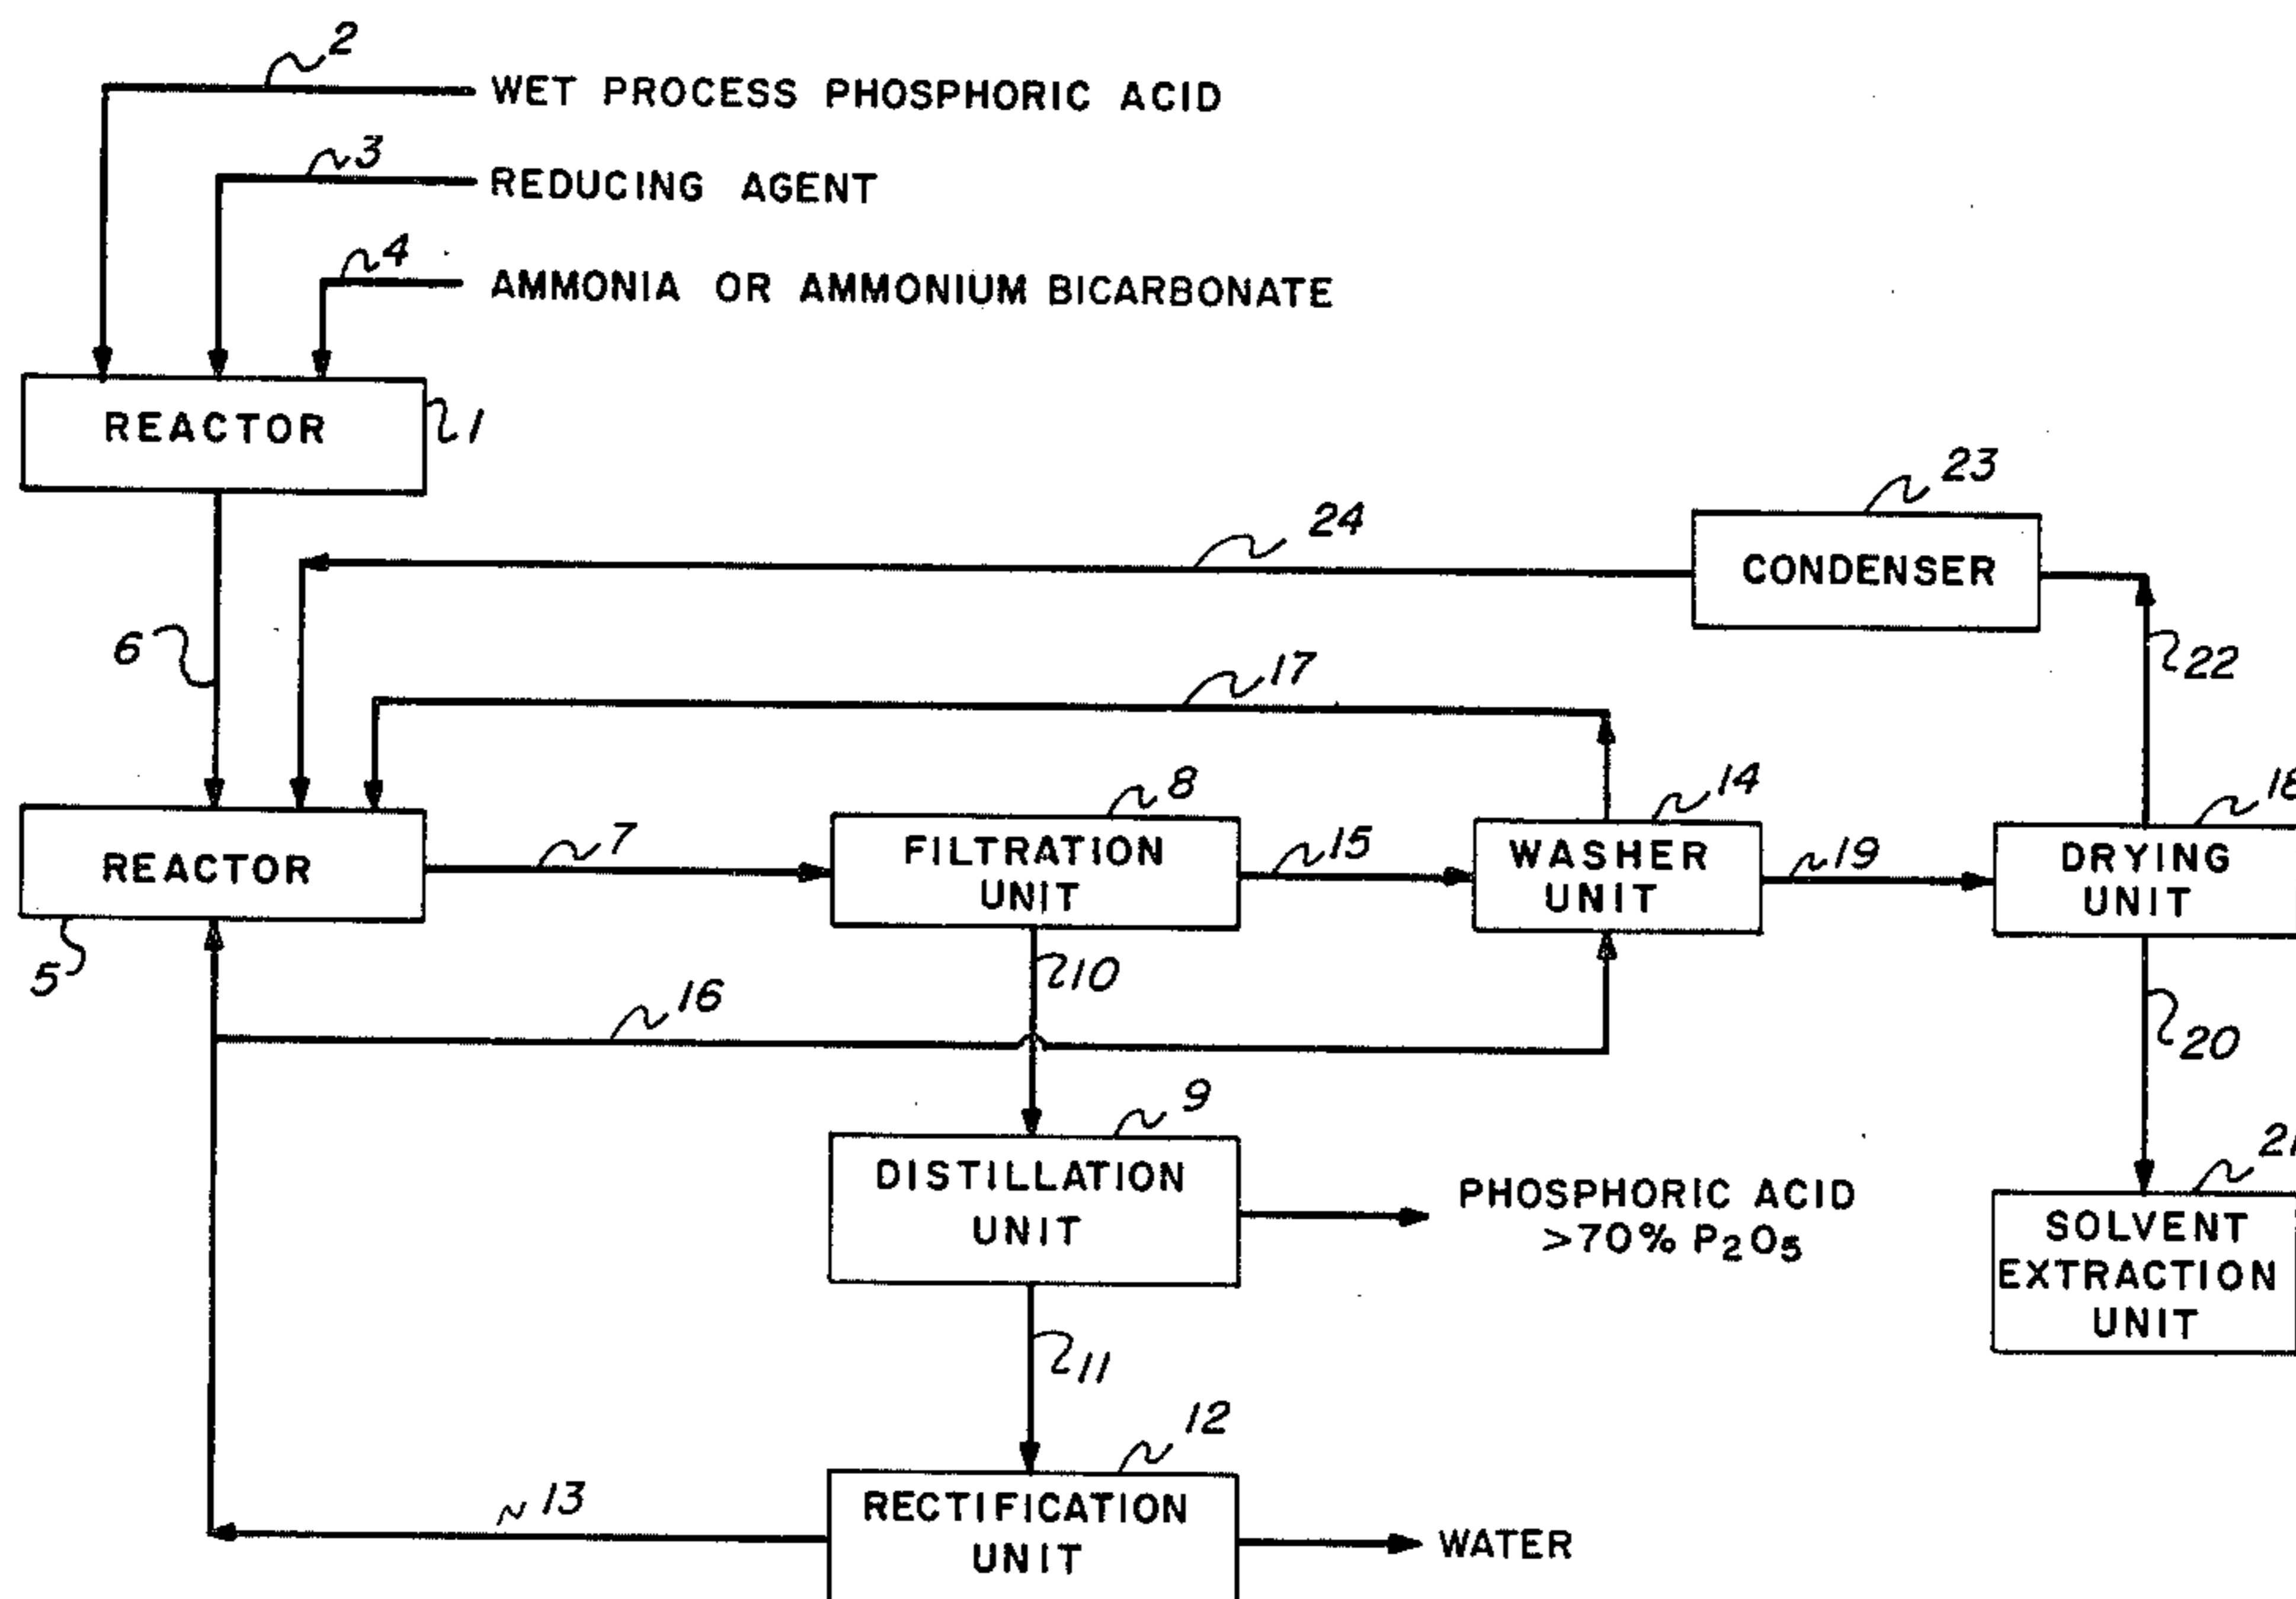 2
WET PROCESS PHOSPHORIC ACID
3
REDUCING AGENT
4
AMMONIA OR AMMONIUM BICARBONATE
REACTOR
1
23
24
CONDENSER
6
22
17
8
14
18
7
15
19
REACTOR
FILTRATION
UNIT
WASHER
UNIT
DRYING
UNIT
5
10
16
20
9
DISTILLATION
UNIT
PHOSPHORIC ACID
>70% P₂O₅
21
SOLVENT
EXTRACTION
UNIT
11
12
13
RECTIFICATION
UNIT
WATER